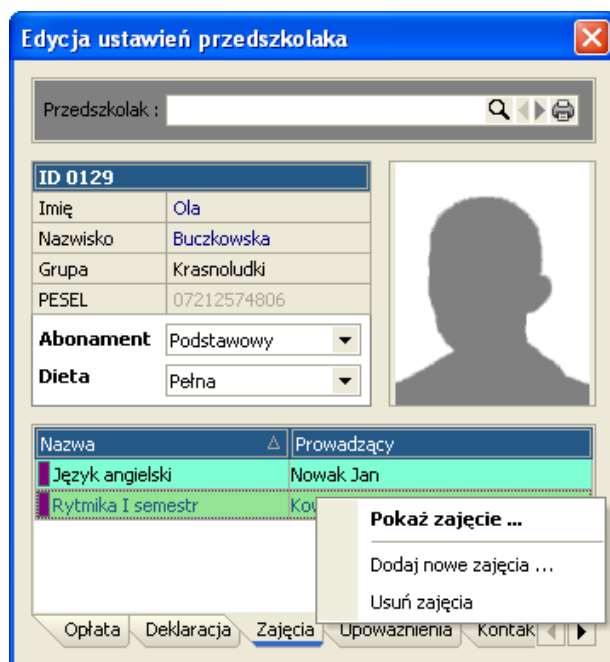 Edycja ustawień przedszkolaka
Przedszkolak :
ID 0129
Imię Ola
Nazwisko Buczkowska
Grupa Krasnoludki
PESEL 07212574806
Abonament Podstawowy
Dieta Pełna
Nazwa Prowadzący
Język angielski Nowak Jan
Rytmika I semestr
Pokaż zajęcie ...
Dodaj nowe zajęcia ...
Usuń zajęcia
Opłata Deklaracja Zajęcia Upoważnienia Kontak